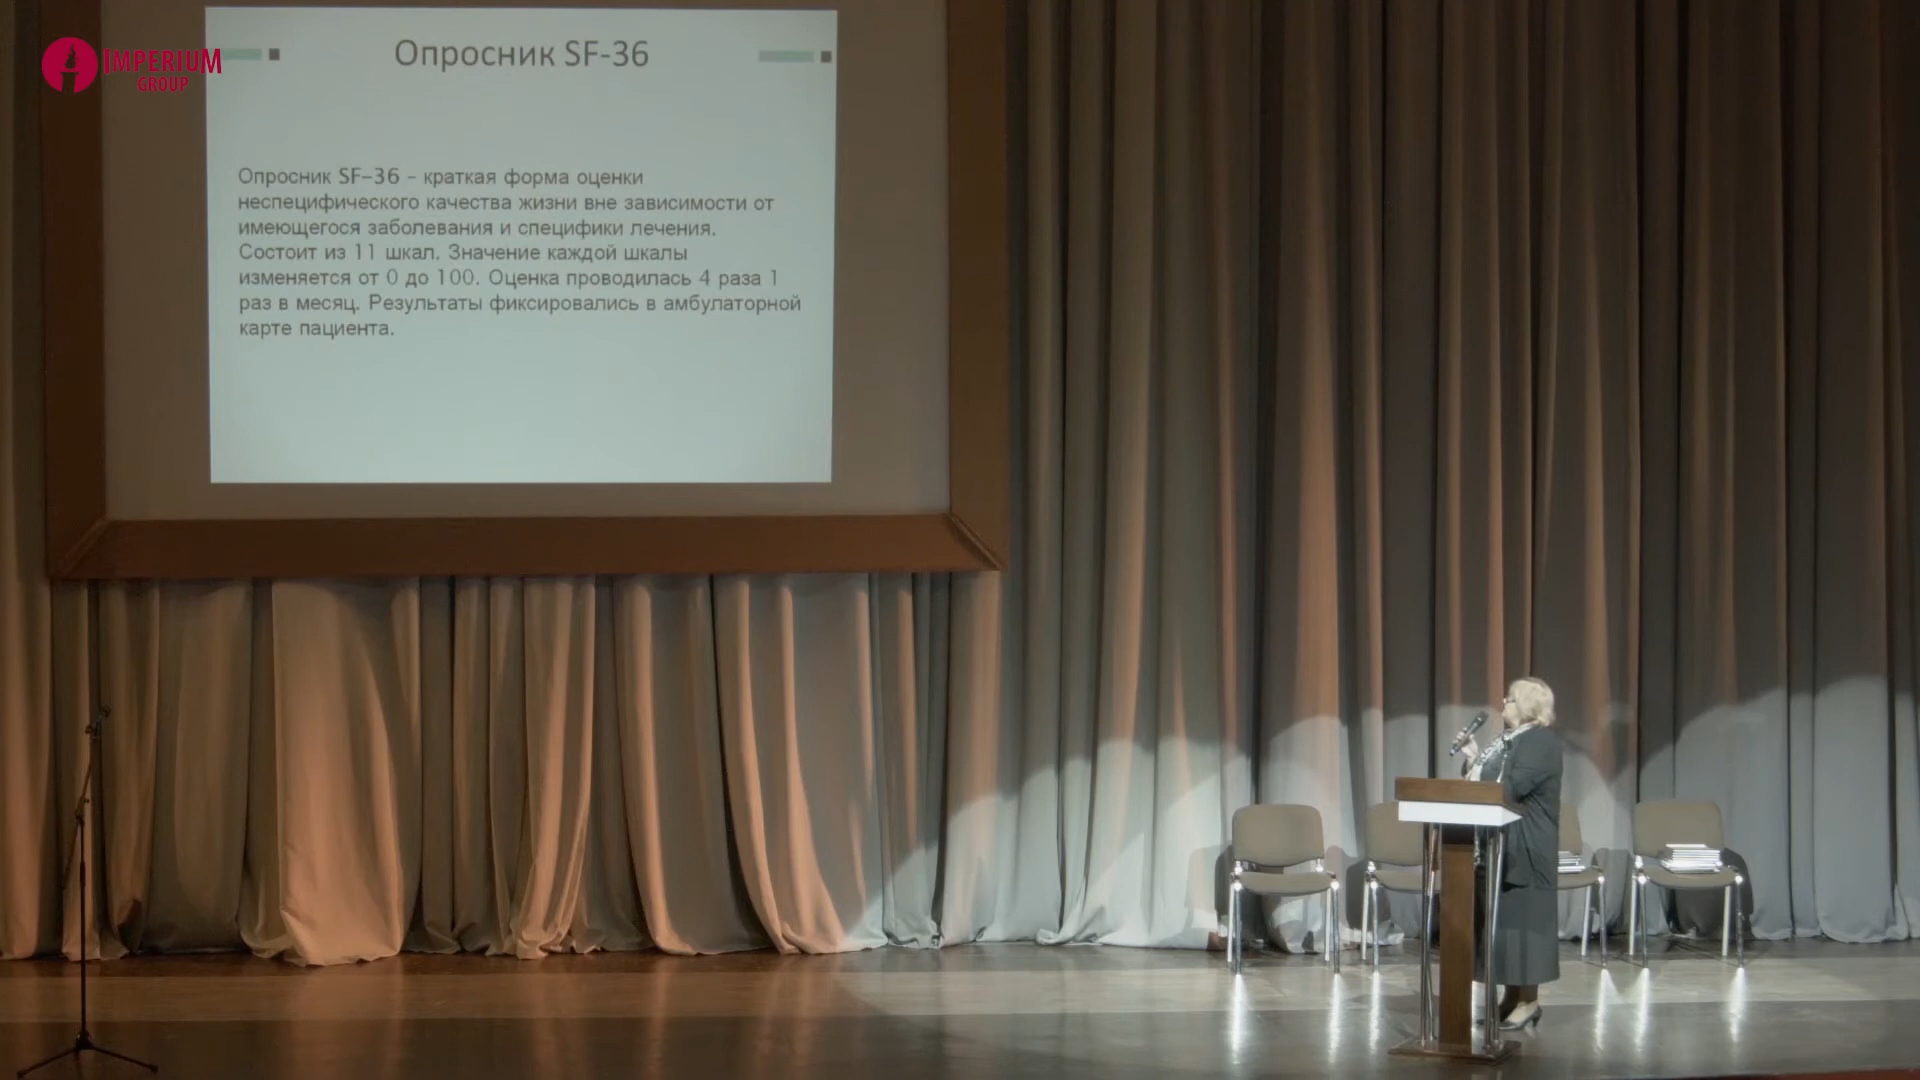 IMPERIUM
GROUP
Опросник SF-36
Опросник SF-36 - краткая форма оценки
неспецифического качества жизни вне зависимости от
имеющегося заболевания и специфики лечения.
Состоит из 11 шкал. Значение каждой шкалы
изменяется от 0 до 100. Оценка проводилась 4 раза 1
раз в месяц. Результаты фиксировались в амбулаторной
карте пациента.